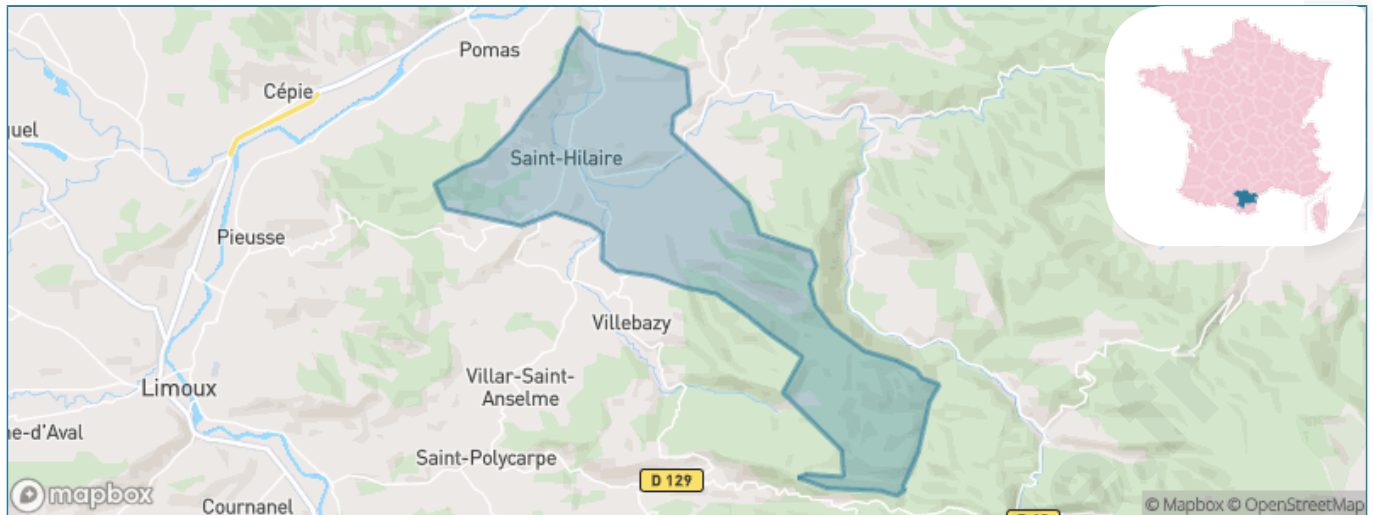 Pomas
Cépie
quel
Saint-Hilaire
Pieusse
Villebazy
Limoux
Villar-Saint-
Anselme
ne-d'Aval
Saint-Polycarpe
D 129
Cournanel
mapbox
© Mapbox © OpenStreetMap